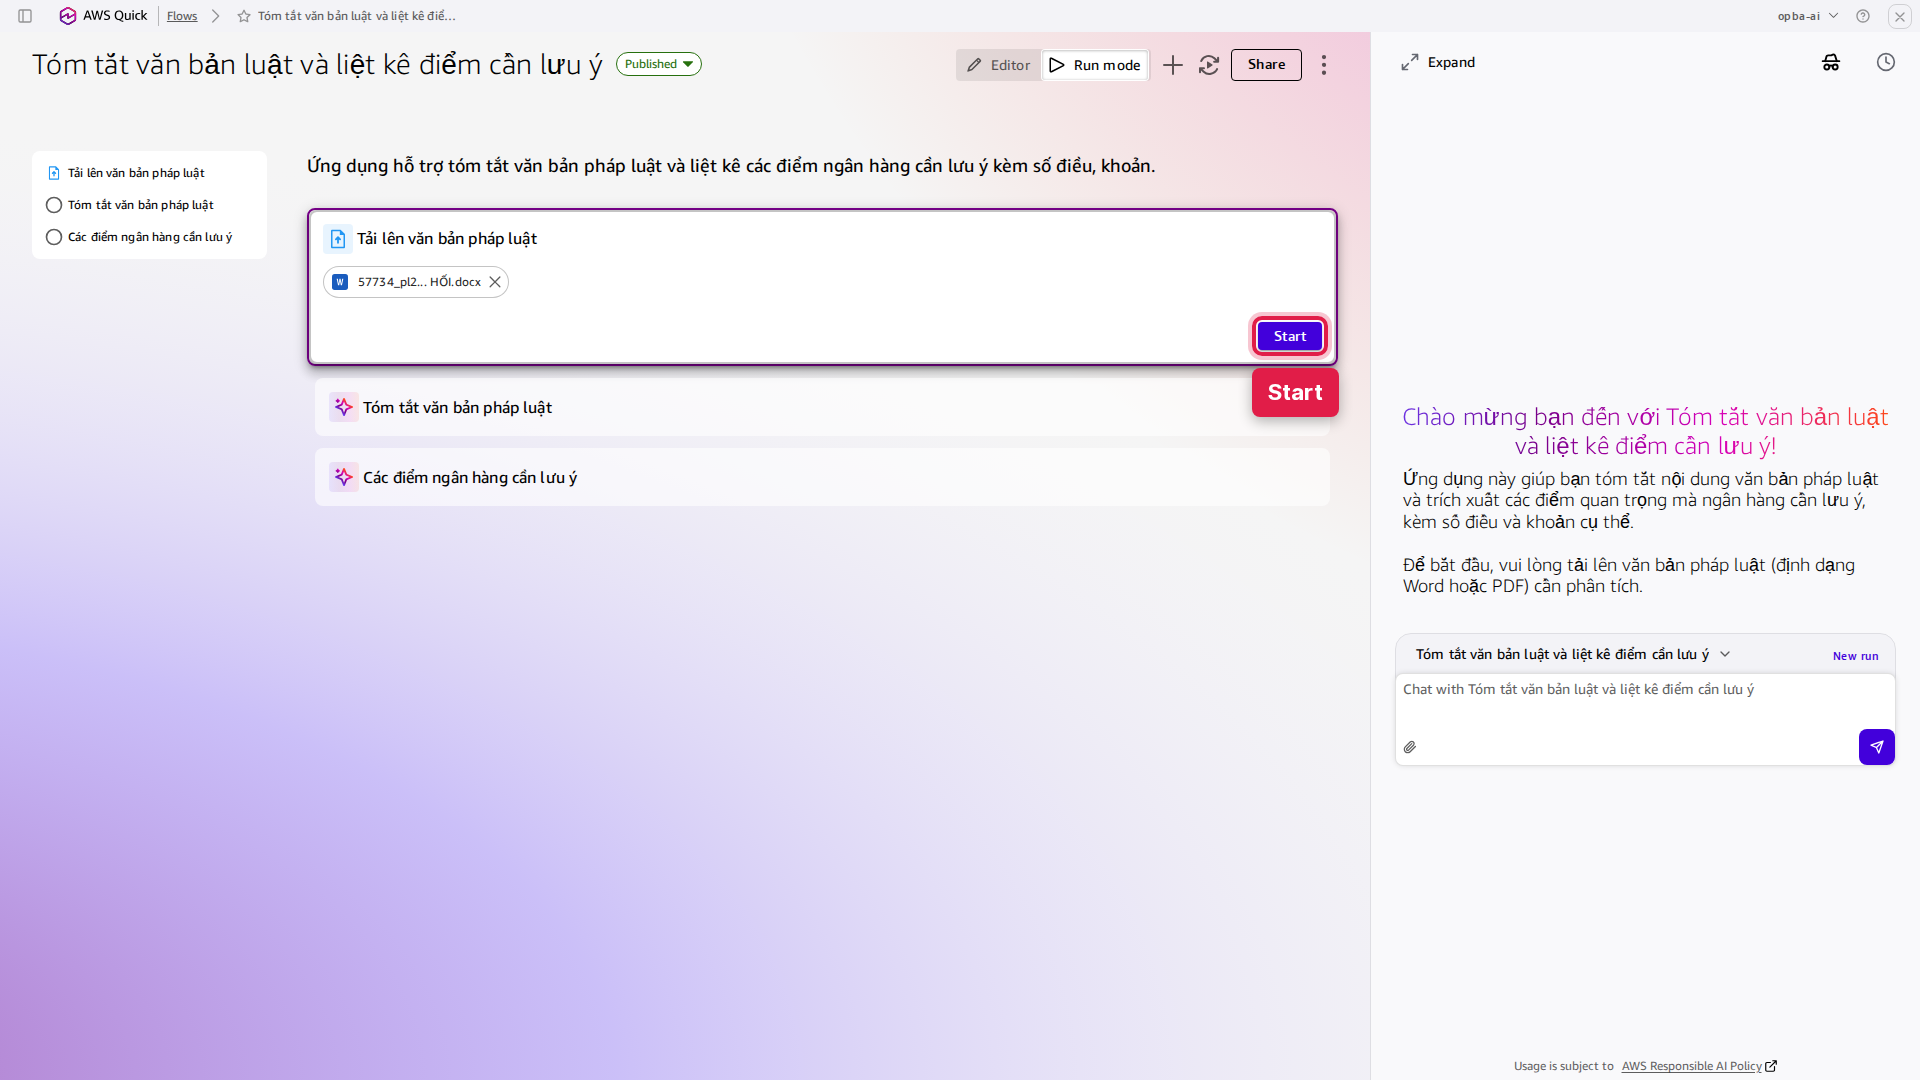 AWS Quick
Flows
Tóm tắt văn bản luật và liệt kê điể...
opba-ai
Tóm tắt văn bản luật và liệt kê điểm cần lưu ý
Published
Editor
Run mode
Share
Expand
Tải lên văn bản pháp luật
Tóm tắt văn bản pháp luật
Các điểm ngân hàng cần lưu ý
Ứng dụng hỗ trợ tóm tắt văn bản pháp luật và liệt kê các điểm ngân hàng cần lưu ý kèm số điều, khoản.
Tải lên văn bản pháp luật
W
57734_pl2... HỐI.docx
Start
Start
Tóm tắt văn bản pháp luật
Các điểm ngân hàng cần lưu ý
Chào mừng bạn đến với Tóm tắt văn bản luật
và liệt kê điểm cần lưu ý!
Ứng dụng này giúp bạn tóm tắt nội dung văn bản pháp luật
và trích xuất các điểm quan trọng mà ngân hàng cần lưu ý,
kèm số điều và khoản cụ thể.
Để bắt đầu, vui lòng tải lên văn bản pháp luật (định dạng
Word hoặc PDF) cần phân tích.
Tóm tắt văn bản luật và liệt kê điểm cần lưu ý
New run
Chat with Tóm tắt văn bản luật và liệt kê điểm cần lưu ý
Usage is subject to AWS Responsible AI Policy